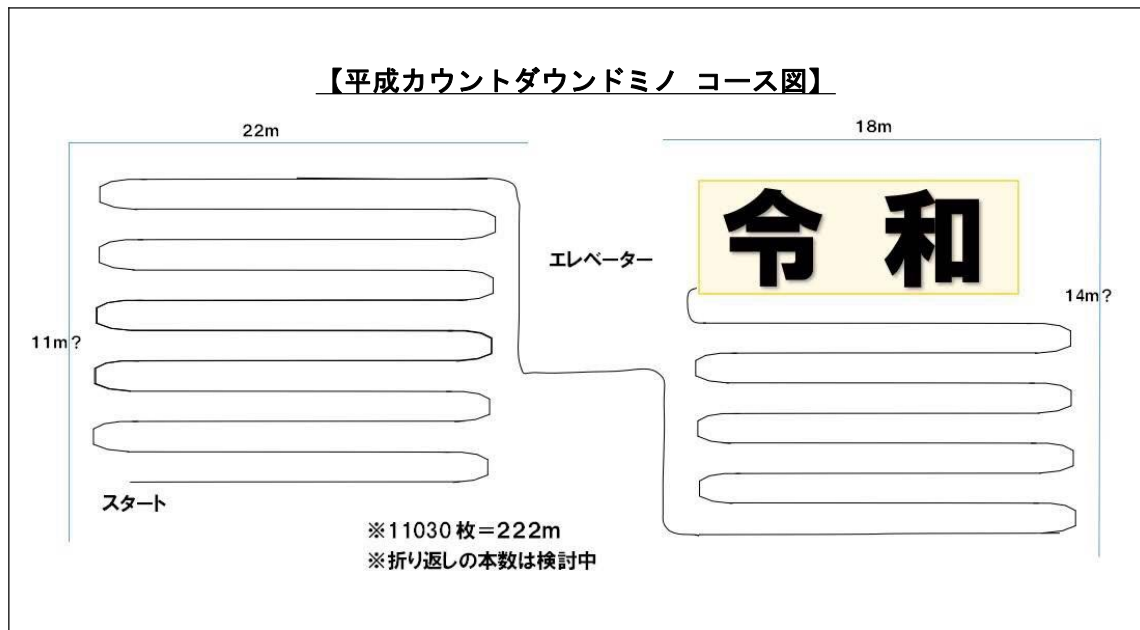 【平成カウントダウンドミノ コース図】
22m
18m
令 和
エレベーター
14m?
11m?
スタート
※11030枚＝222m
※折り返しの本数は検討中